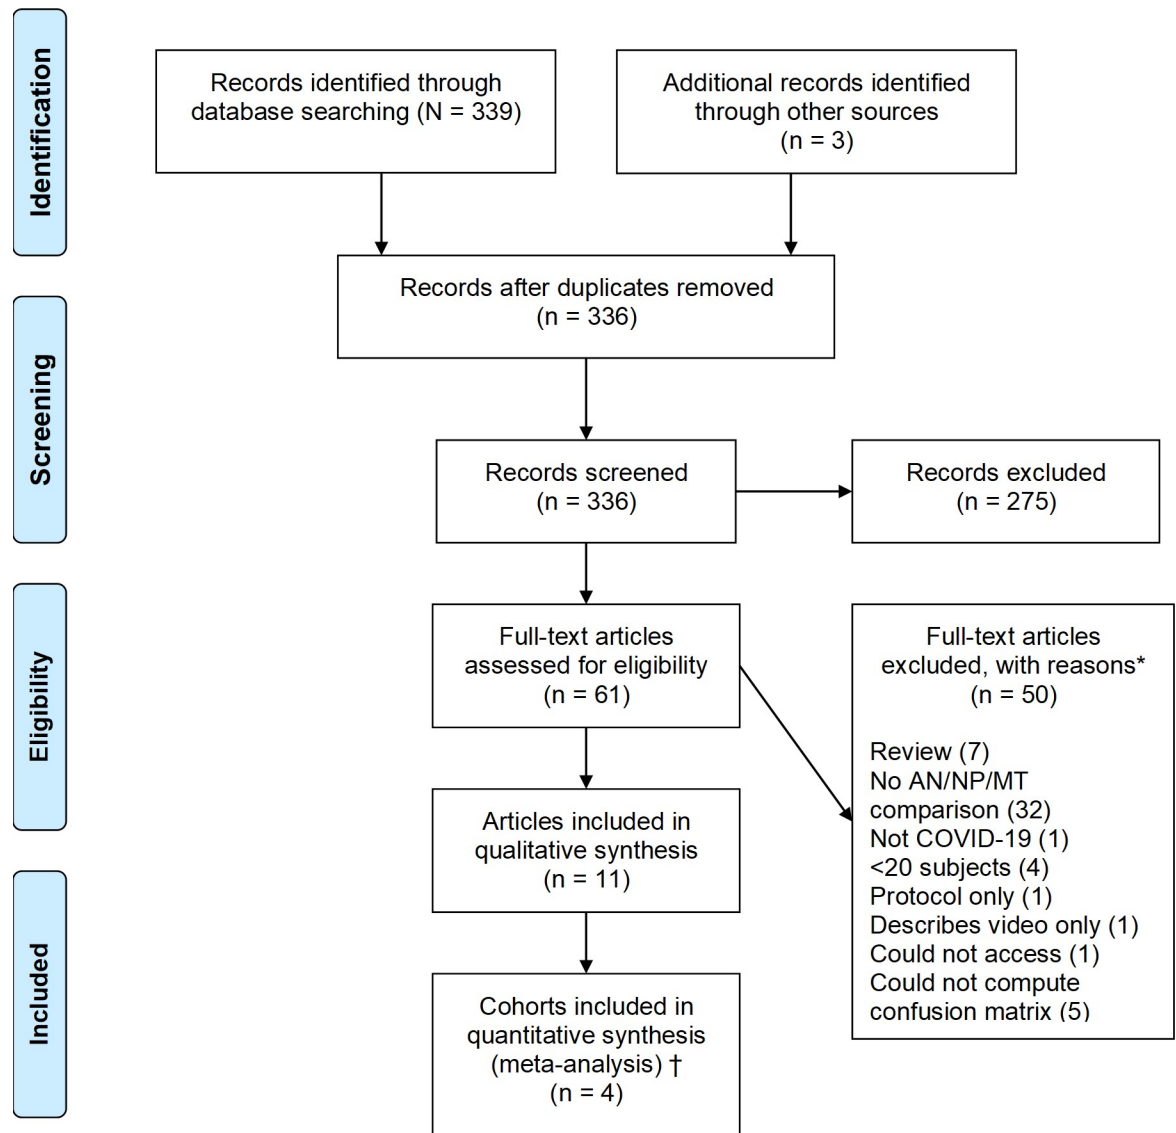 Identification
Records identified through
database searching (N = 339)
Additional records identified
through other sources
(n = 3)
Records after duplicates removed
(n = 336)
Screening
Records screened
(n = 336)
Records excluded
(n = 275)
Eligibility
Full-text articles
assessed for eligibility
(n = 61)
Full-text articles
excluded, with reasons*
(n = 50)
Review (7)
No AN/NP/MT
comparison (32)
Not COVID-19 (1)
<20 subjects (4)
Protocol only (1)
Describes video only (1)
Could not access (1)
Could not compute
confusion matrix (5)
Articles included in
qualitative synthesis
(n = 11)
Included
Cohorts included in
quantitative synthesis
(meta-analysis) †
(n = 4)